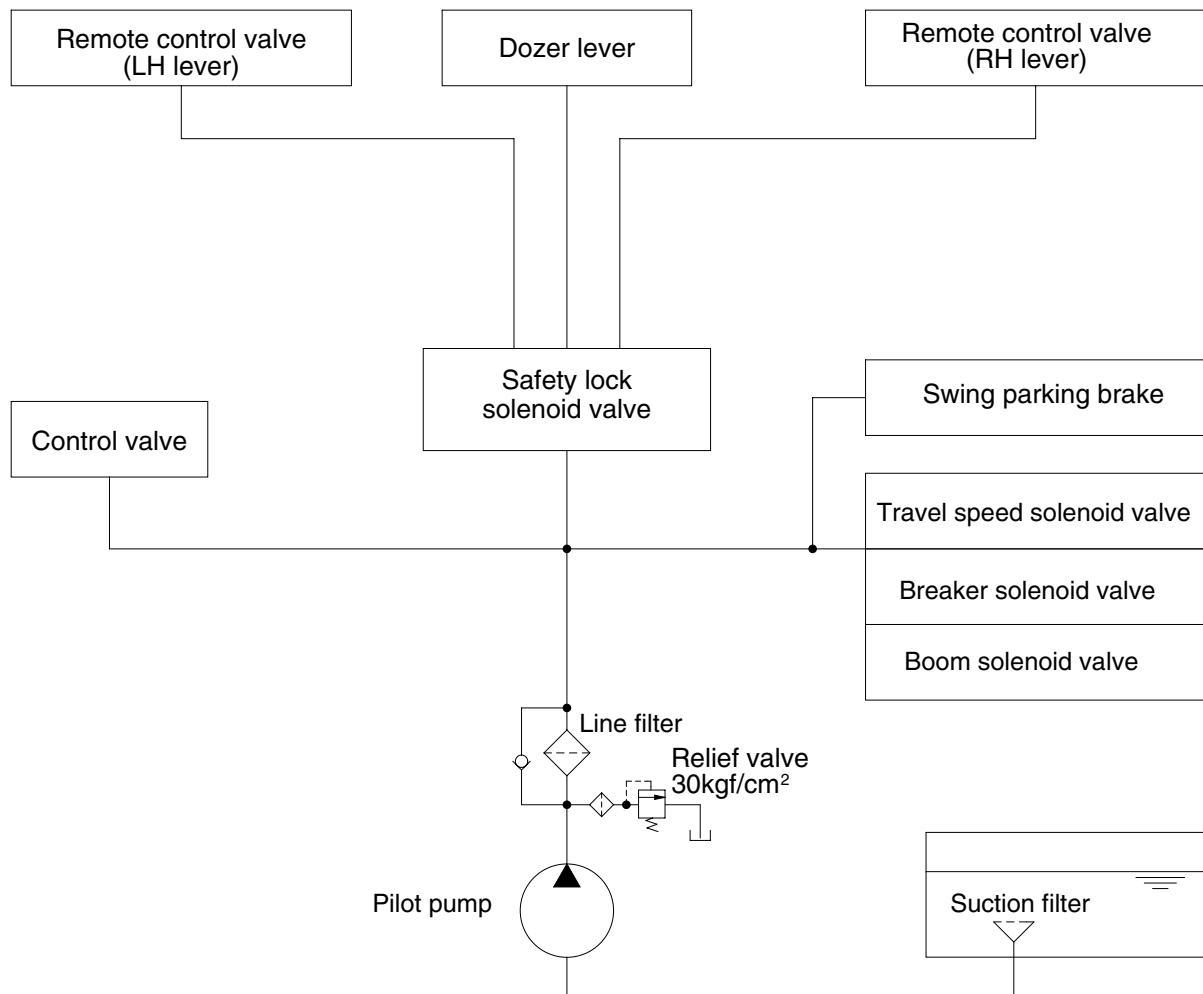 Remote control valve
(LH lever)
Dozer lever
Remote control valve
(RH lever)
Safety lock
solenoid valve
Swing parking brake
Control valve
Travel speed solenoid valve
Breaker solenoid valve
Boom solenoid valve
Line filter
Relief valve
30kgf/cm²
Pilot pump
Suction filter